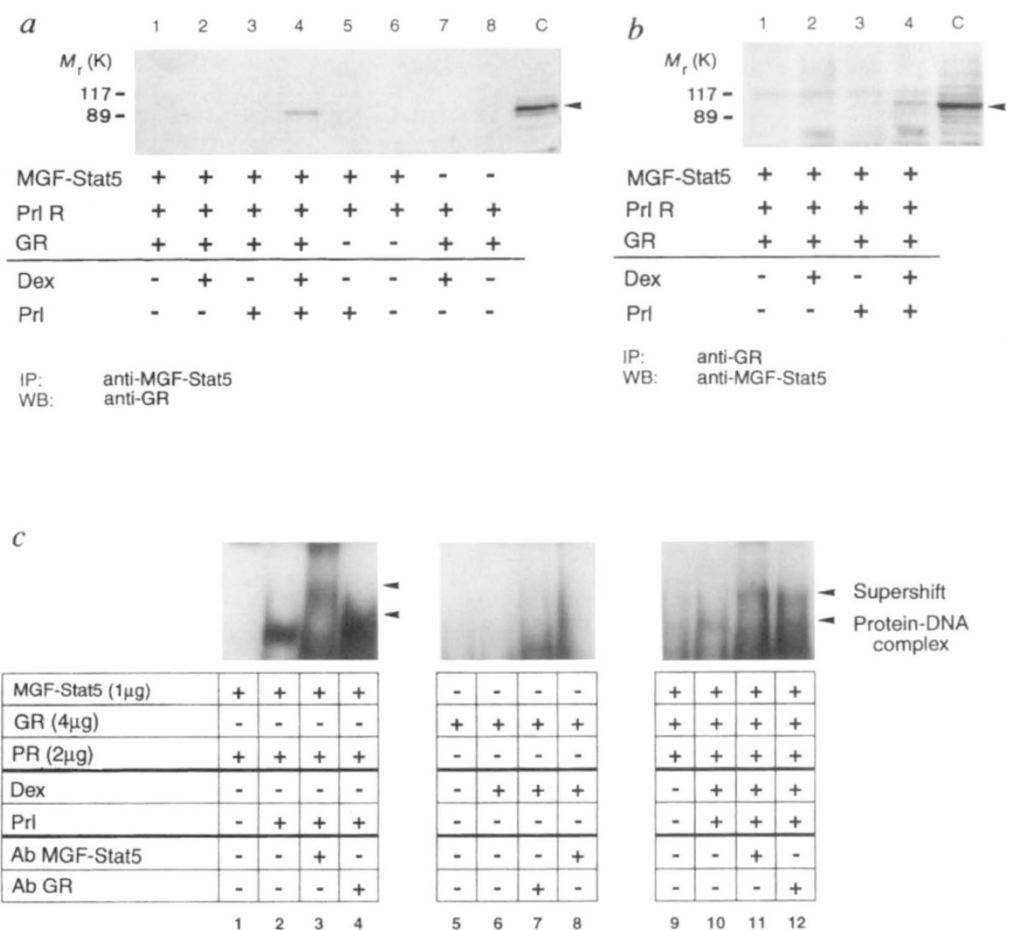 a
1 2 3 4 5 6 7 8 C
Mr (K)
117 -
89 -
MGF-Stat5 + + + + + + - -
Prl R + + + + + + + +
GR + + + + - - + +
Dex - + - + - - + -
Prl - - + + + - - -
IP: anti-MGF-Stat5
WB: anti-GR
b
1 2 3 4 C
Mr (K)
117 -
89 -
MGF-Stat5 + + + +
Prl R + + + +
GR + + + +
Dex - + - +
Prl - - + +
IP: anti-GR
WB: anti-MGF-Stat5
c
Supershift
Protein-DNA
complex
MGF-Stat5 (1µg) + + + + - - - - + + + +
GR (4µg) - - - - + + + + + + + +
PR (2µg) + + + + - - - - + + + +
Dex - - - - - + + + - + + +
Prl - + + + - - - - - + + +
Ab MGF-Stat5 - - + - - - - + - - + -
Ab GR - - - + - - + - - - - +
1 2 3 4 5 6 7 8 9 10 11 12